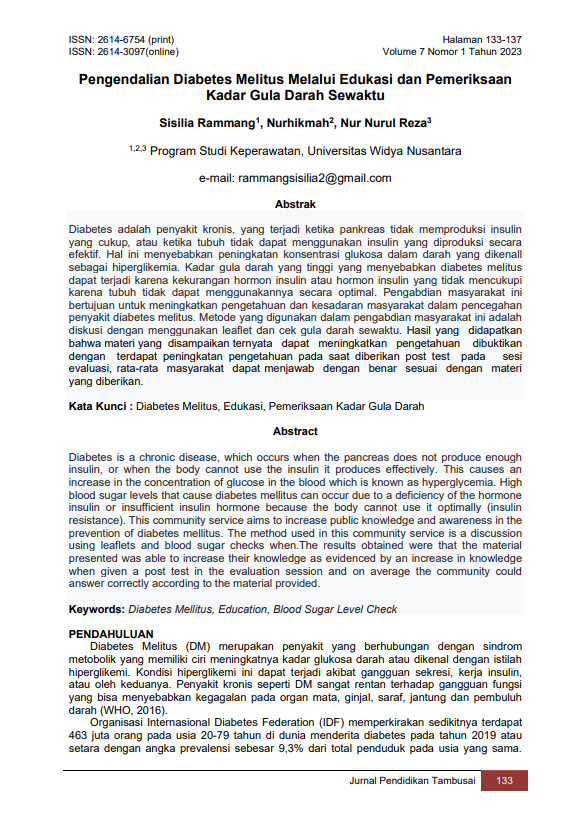 ISSN: 2614-6754 (print)
ISSN: 2614-3097(online)
Halaman 133-137
Volume 7 Nomor 1 Tahun 2023
Pengendalian Diabetes Melitus Melalui Edukasi dan Pemeriksaan
Kadar Gula Darah Sewaktu
Sisilia Rammang1, Nurhikmah2, Nur Nurul Reza3
1,2,3 Program Studi Keperawatan, Universitas Widya Nusantara
e-mail: rammangsisilia2@gmail.com
Abstrak
Diabetes adalah penyakit kronis, yang terjadi ketika pankreas tidak memproduksi insulin
yang cukup, atau ketika tubuh tidak dapat menggunakan insulin yang diproduksi secara
efektif. Hal ini menyebabkan peningkatan konsentrasi glukosa dalam darah yang dikenall
sebagai hiperglikemia. Kadar gula darah yang tinggi yang menyebabkan diabetes melitus
dapat terjadi karena kekurangan hormon insulin atau hormon insulin yang tidak mencukupi
karena tubuh tidak dapat menggunakannya secara optimal. Pengabdian masyarakat ini
bertujuan untuk meningkatkan pengetahuan dan kesadaran masyarakat dalam pencegahan
penyakit diabetes melitus. Metode yang digunakan dalam pengabdian masyarakat ini adalah
diskusi dengan menggunakan leaflet dan cek gula darah sewaktu. Hasil yang didapatkan
bahwa materi yang disampaikan ternyata dapat meningkatkan pengetahuan dibuktikan
dengan terdapat peningkatan pengetahuan pada saat diberikan post test pada sesi
evaluasi, rata-rata masyarakat dapat menjawab dengan benar sesuai dengan materi
yang diberikan.
Kata Kunci : Diabetes Melitus, Edukasi, Pemeriksaan Kadar Gula Darah
Abstract
Diabetes is a chronic disease, which occurs when the pancreas does not produce enough
insulin, or when the body cannot use the insulin it produces effectively. This causes an
increase in the concentration of glucose in the blood which is known as hyperglycemia. High
blood sugar levels that cause diabetes mellitus can occur due to a deficiency of the hormone
insulin or insufficient insulin hormone because the body cannot use it optimally (insulin
resistance). This community service aims to increase public knowledge and awareness in the
prevention of diabetes mellitus. The method used in this community service is a discussion
using leaflets and blood sugar checks when.The results obtained were that the material
presented was able to increase their knowledge as evidenced by an increase in knowledge
when given a post test in the evaluation session and on average the community could
answer correctly according to the material provided.
Keywords: Diabetes Mellitus, Education, Blood Sugar Level Check
PENDAHULUAN
Diabetes Melitus (DM) merupakan penyakit yang berhubungan dengan sindrom
metobolik yang memiliki ciri meningkatnya kadar glukosa darah atau dikenal dengan istilah
hiperglikemi. Kondisi hiperglikemi ini dapat terjadi akibat gangguan sekresi, kerja insulin,
atau oleh keduanya. Penyakit kronis seperti DM sangat rentan terhadap gangguan fungsi
yang bisa menyebabkan kegagalan pada organ mata, ginjal, saraf, jantung dan pembuluh
darah (WHO, 2016).
Organisasi Internasional Diabetes Federation (IDF) memperkirakan sedikitnya terdapat
463 juta orang pada usia 20-79 tahun di dunia menderita diabetes pada tahun 2019 atau
setara dengan angka prevalensi sebesar 9,3% dari total penduduk pada usia yang sama.
Jurnal Pendidikan Tambusai
133